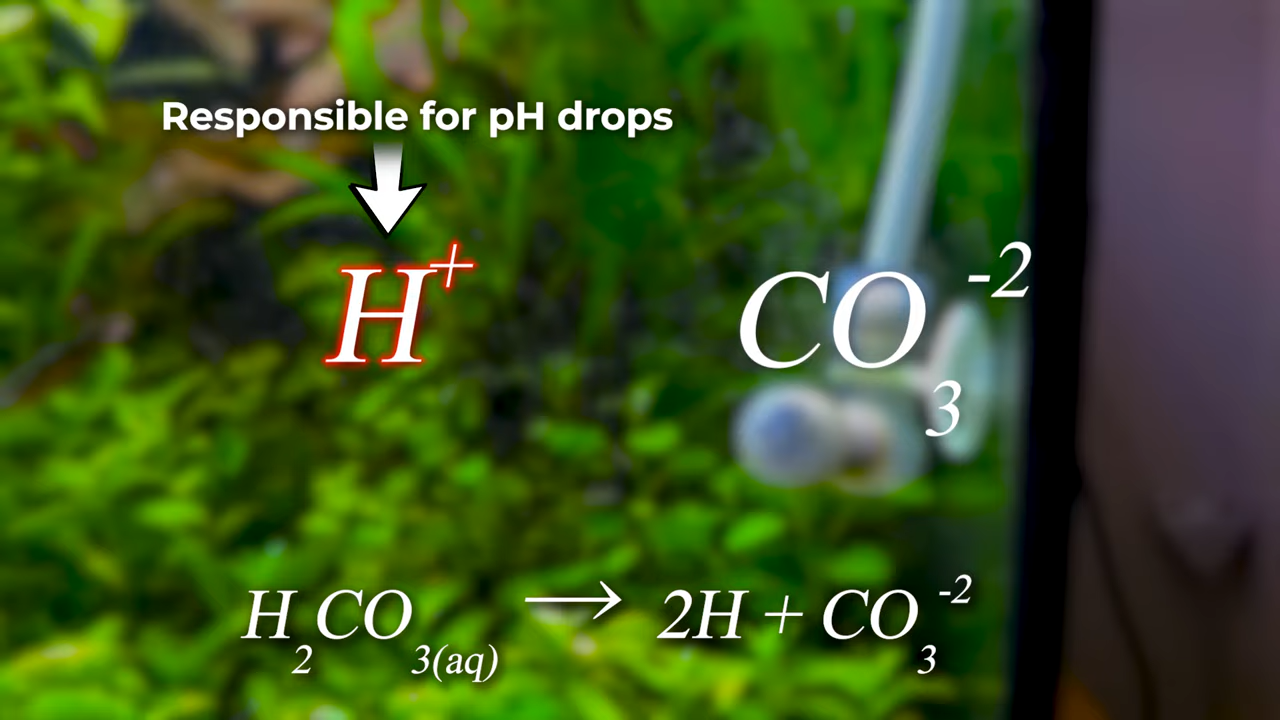 Responsible for pH drops
H⁺ CO₃⁻²
H₂CO₃(aq) → 2H + CO₃⁻²